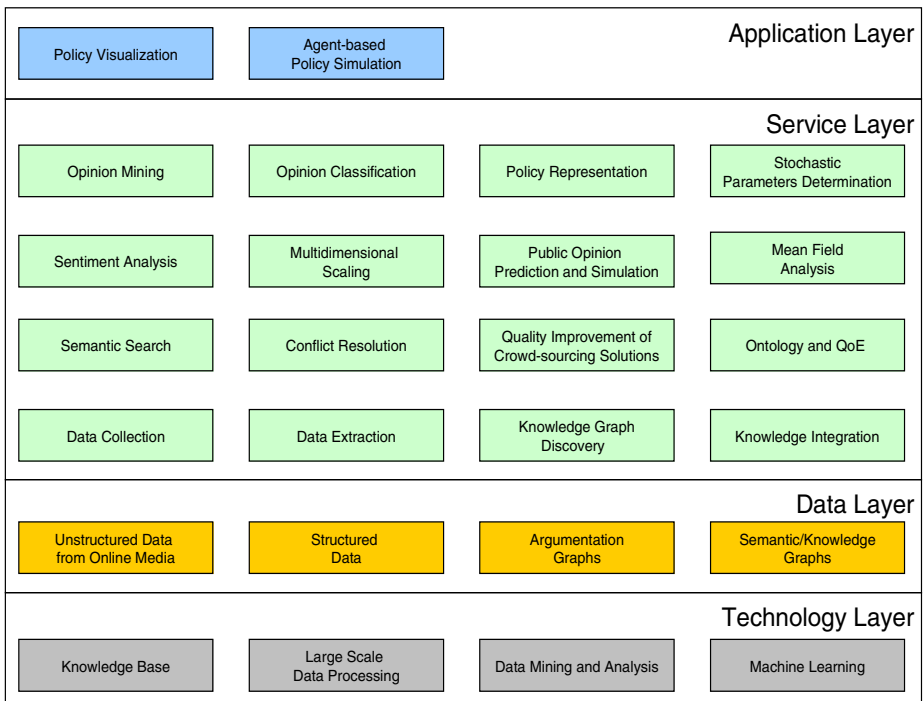 Application Layer
Policy Visualization
Agent-based
Policy Simulation
Service Layer
Opinion Mining
Opinion Classification
Policy Representation
Stochastic
Parameters Determination
Sentiment Analysis
Multidimensional
Scaling
Public Opinion
Prediction and Simulation
Mean Field
Analysis
Semantic Search
Conflict Resolution
Quality Improvement of
Crowd-sourcing Solutions
Ontology and QoE
Data Collection
Data Extraction
Knowledge Graph
Discovery
Knowledge Integration
Data Layer
Unstructured Data
from Online Media
Structured
Data
Argumentation
Graphs
Semantic/Knowledge
Graphs
Technology Layer
Knowledge Base
Large Scale
Data Processing
Data Mining and Analysis
Machine Learning